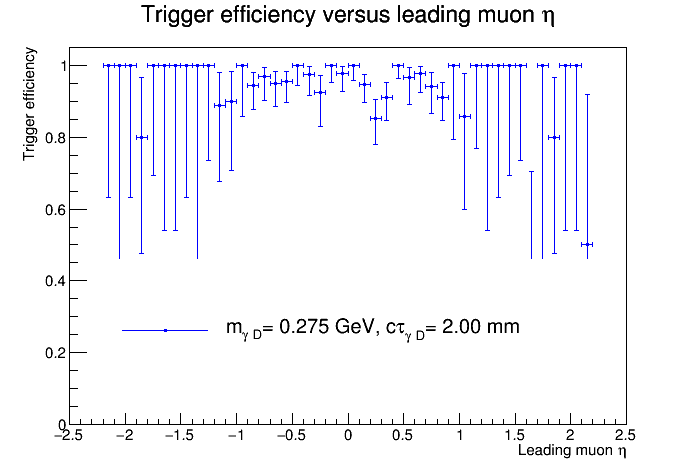 Trigger efficiency versus leading muon η
Trigger efficiency
1
0.8
0.6
0.4
0.2
0
m_γD = 0.275 GeV, cτ_γD = 2.00 mm
−2.5 −2 −1.5 −1 −0.5 0 0.5 1 1.5 2 2.5
Leading muon η